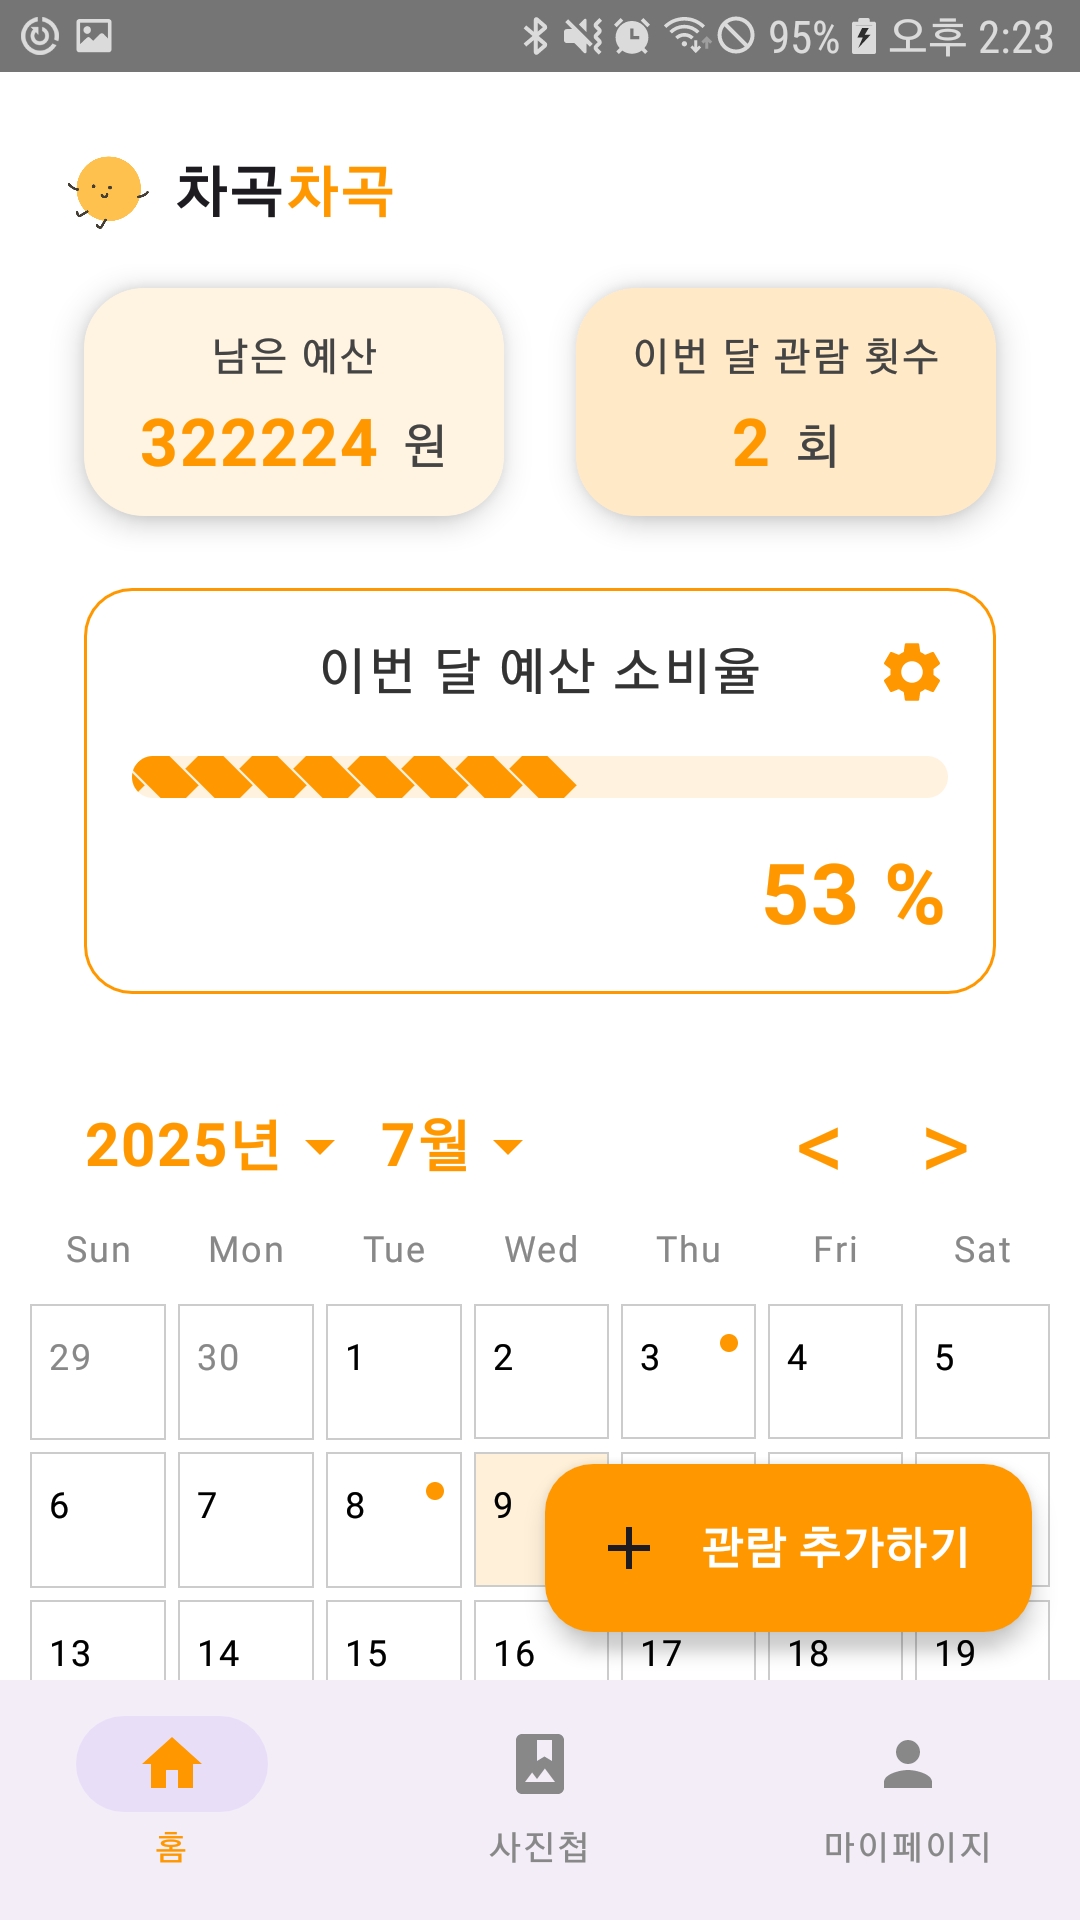 95% 오후 2:23
차곡차곡
남은 예산
322224 원
이번 달 관람 횟수
2 회
이번 달 예산 소비율
53 %
2025년 7월 < >
Sun Mon Tue Wed Thu Fri Sat
29 30 1 2 3 4 5
6 7 8 9
관람 추가하기
13 14 15 16 17 18 19
홈 사진첩 마이페이지